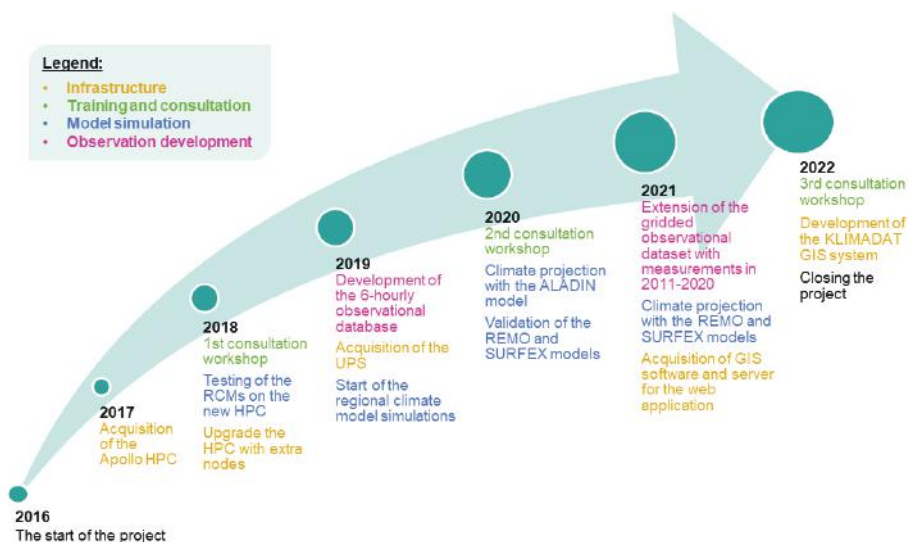 Legend:
• Infrastructure
• Training and consultation
• Model simulation
• Observation development
2016
The start of the project
2017
Acquisition
of the
Apollo HPC
2018
1st consultation
workshop
Testing of the
RCMs on the
new HPC
Upgrade the
HPC with extra
nodes
2019
Development of
the 6-hourly
observational
database
Acquisition of the
UPS
Start of the
regional climate
model simulations
2020
2nd consultation
workshop
Climate projection
with the ALADIN
model
Validation of the
REMO and
SURFEX models
2021
Extension of the
gridded
observational
dataset with
measurements in
2011-2020
Climate projection
with the REMO and
SURFEX models
Acquisition of GIS
software and server
for the web
application
2022
3rd consultation
workshop
Development of
the KLIMADAT
GIS system
Closing the
project